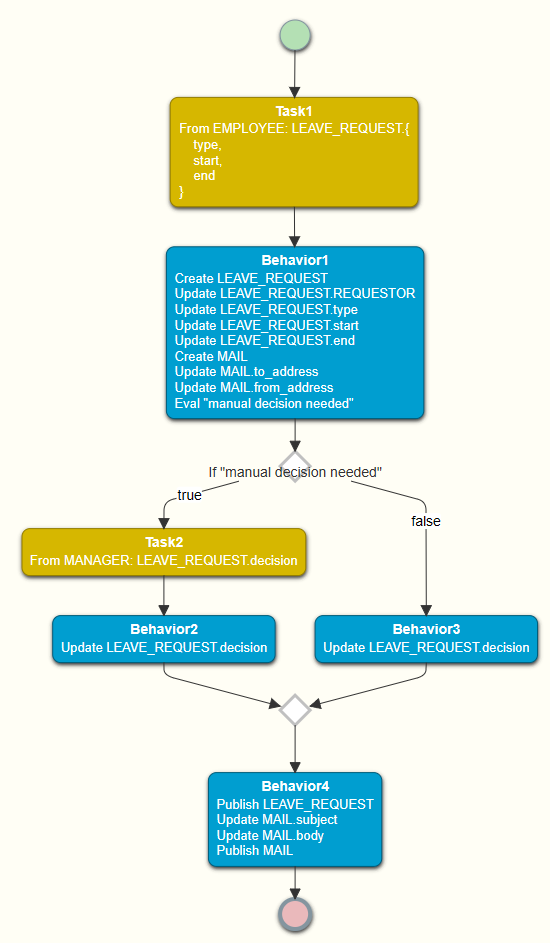 Task1
From EMPLOYEE: LEAVE_REQUEST.{
type,
start,
end
}
Behavior1
Create LEAVE_REQUEST
Update LEAVE_REQUEST.REQUESTOR
Update LEAVE_REQUEST.type
Update LEAVE_REQUEST.start
Update LEAVE_REQUEST.end
Create MAIL
Update MAIL.to_address
Update MAIL.from_address
Eval "manual decision needed"
If "manual decision needed"
true
false
Task2
From MANAGER: LEAVE_REQUEST.decision
Behavior2
Update LEAVE_REQUEST.decision
Behavior3
Update LEAVE_REQUEST.decision
Behavior4
Publish LEAVE_REQUEST
Update MAIL.subject
Update MAIL.body
Publish MAIL